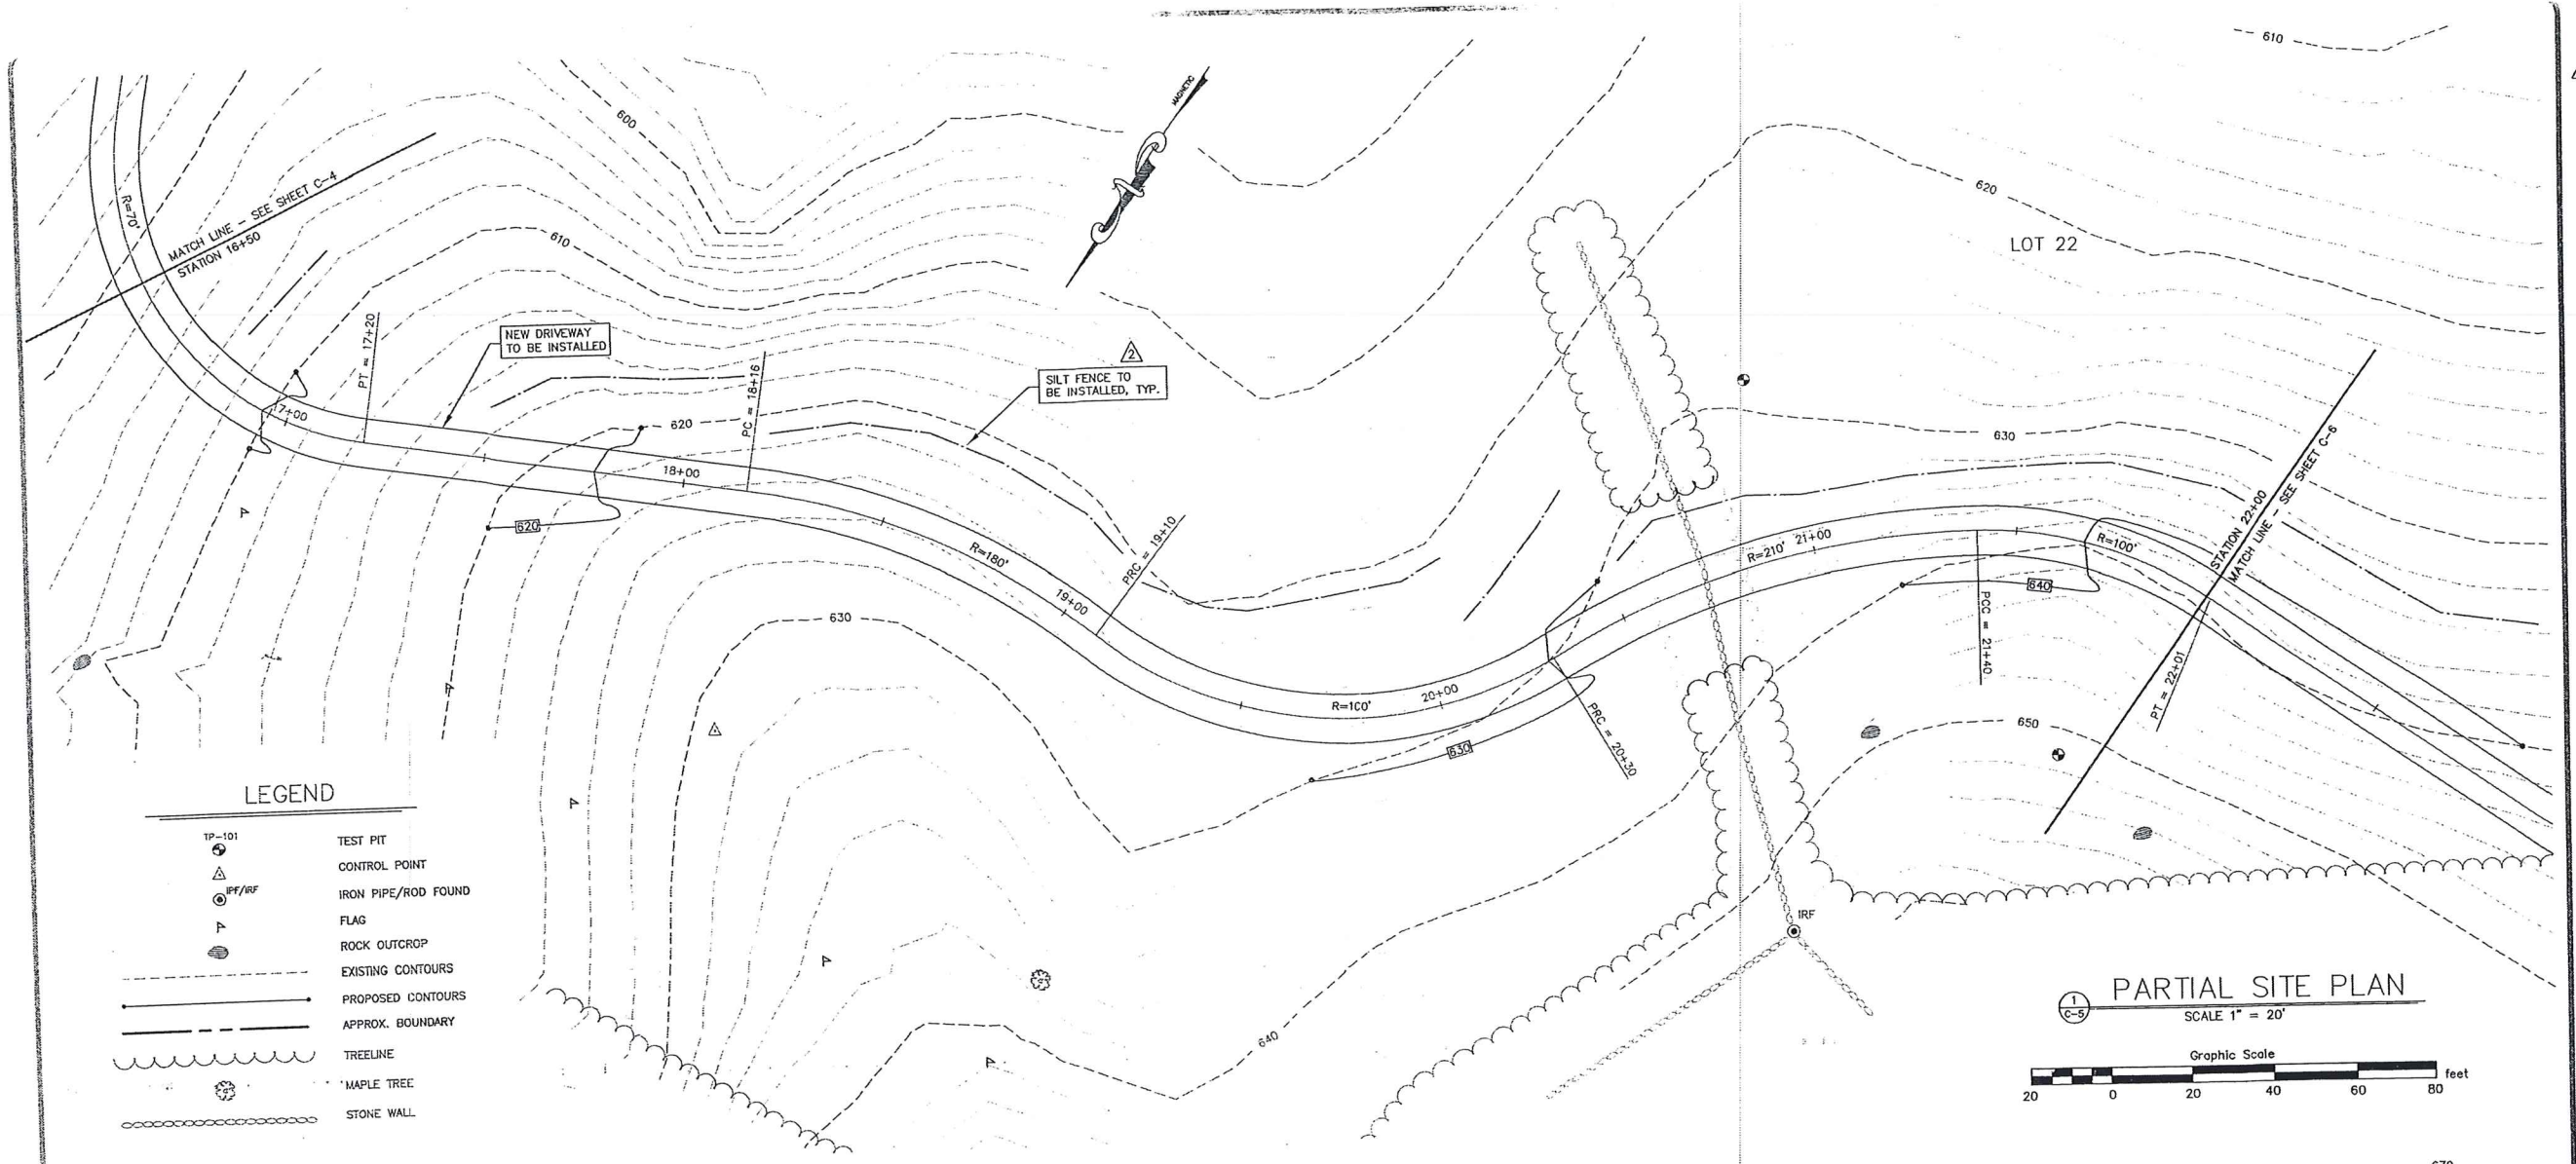 610
MAGNETIC
600
R=70'
MATCH LINE - SEE SHEET C-4
STATION 16+50
610
620
LOT 22
PT = 17+20
NEW DRIVEWAY
TO BE INSTALLED
PC = 18+16
2
SILT FENCE TO
BE INSTALLED, TYP.
17+00
620
630
18+00
620
STATION 22+00
MATCH LINE - SEE SHEET C-6
R=180'
PRC = 19+10
R=210'
21+00
R=100'
19+00
640
630
PCC = 21+40
PT = 22+01
20+00
R=100'
PRC = 20+30
630
650
LEGEND
TP-101
TEST PIT
CONTROL POINT
IPF/IRF
IRON PIPE/ROD FOUND
FLAG
ROCK OUTCROP
EXISTING CONTOURS
PROPOSED CONTOURS
APPROX. BOUNDARY
TREELINE
MAPLE TREE
STONE WALL
IRF
640
1
C-5
PARTIAL SITE PLAN
SCALE 1" = 20'
Graphic Scale
feet
20 0 20 40 60 80